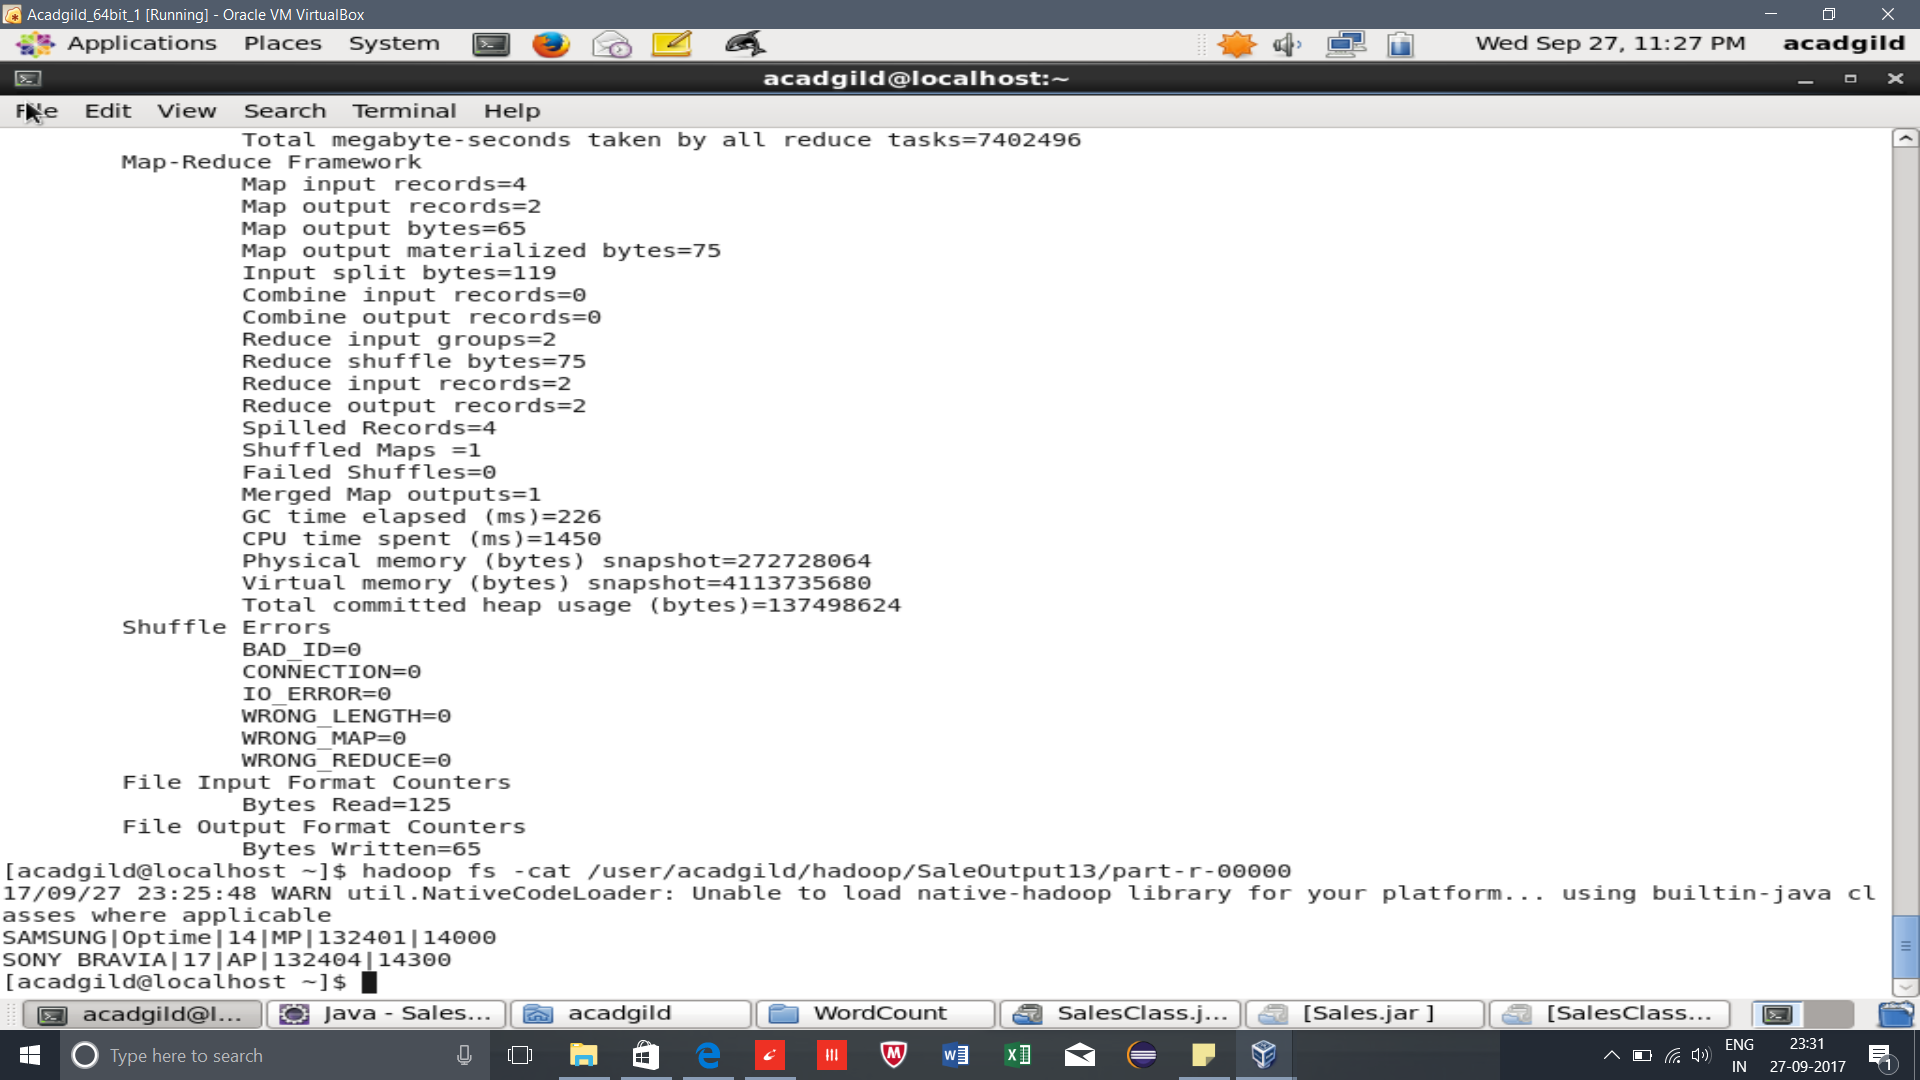 Acadgild_64bit_1 [Running] - Oracle VM VirtualBox
Applications Places System Wed Sep 27, 11:27 PM acadgild
acadgild@localhost:~
File Edit View Search Terminal Help
Total megabyte-seconds taken by all reduce tasks=7402496
Map-Reduce Framework
Map input records=4
Map output records=2
Map output bytes=65
Map output materialized bytes=75
Input split bytes=119
Combine input records=0
Combine output records=0
Reduce input groups=2
Reduce shuffle bytes=75
Reduce input records=2
Reduce output records=2
Spilled Records=4
Shuffled Maps =1
Failed Shuffles=0
Merged Map outputs=1
GC time elapsed (ms)=226
CPU time spent (ms)=1450
Physical memory (bytes) snapshot=272728064
Virtual memory (bytes) snapshot=4113735680
Total committed heap usage (bytes)=137498624
Shuffle Errors
BAD_ID=0
CONNECTION=0
IO_ERROR=0
WRONG_LENGTH=0
WRONG_MAP=0
WRONG_REDUCE=0
File Input Format Counters
Bytes Read=125
File Output Format Counters
Bytes Written=65
[acadgild@localhost ~]$ hadoop fs -cat /user/acadgild/hadoop/SaleOutput13/part-r-00000
17/09/27 23:25:48 WARN util.NativeCodeLoader: Unable to load native-hadoop library for your platform... using builtin-java cl
asses where applicable
SAMSUNG|Optime|14|MP|132401|14000
SONY BRAVIA|17|AP|132404|14300
[acadgild@localhost ~]$
acadgild@l... Java - Sales... acadgild WordCount SalesClass.j... [Sales.jar ] [SalesClass...
Type here to search ENG 23:31
IN 27-09-2017 1